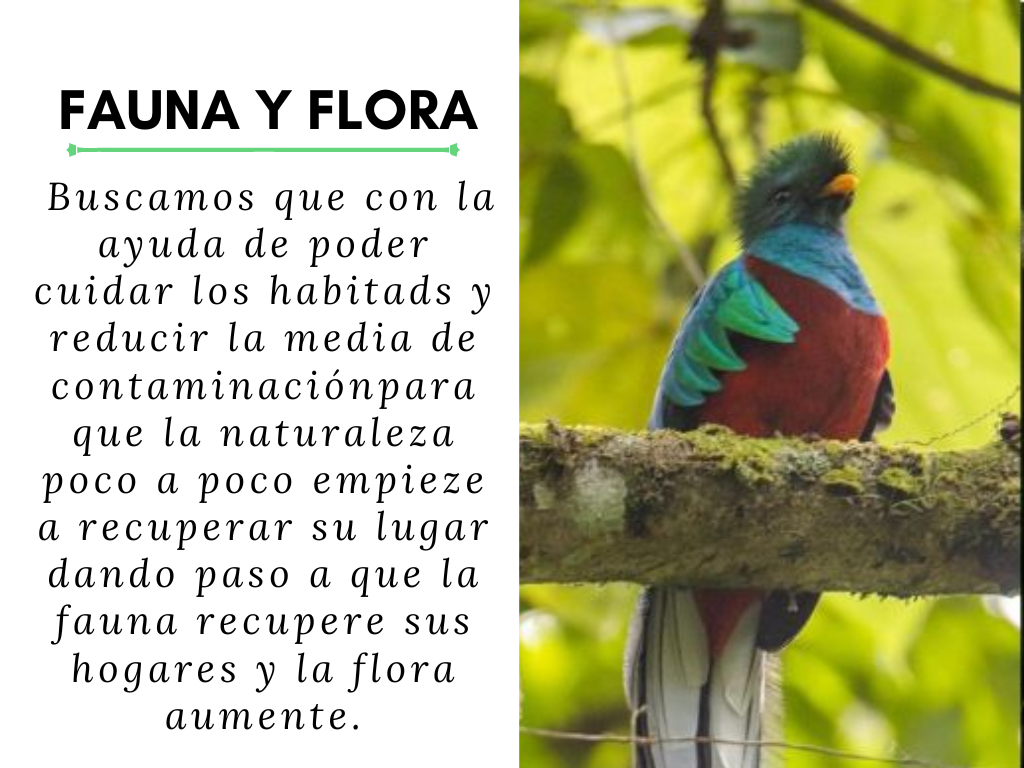 FAUNA Y FLORA
Buscamos que con la
ayuda de poder
cuidar los habitads y
reducir la media de
contaminaciónpara
que la naturaleza
poco a poco empieze
a recuperar su lugar
dando paso a que la
fauna recupere sus
hogares y la flora
aumente.